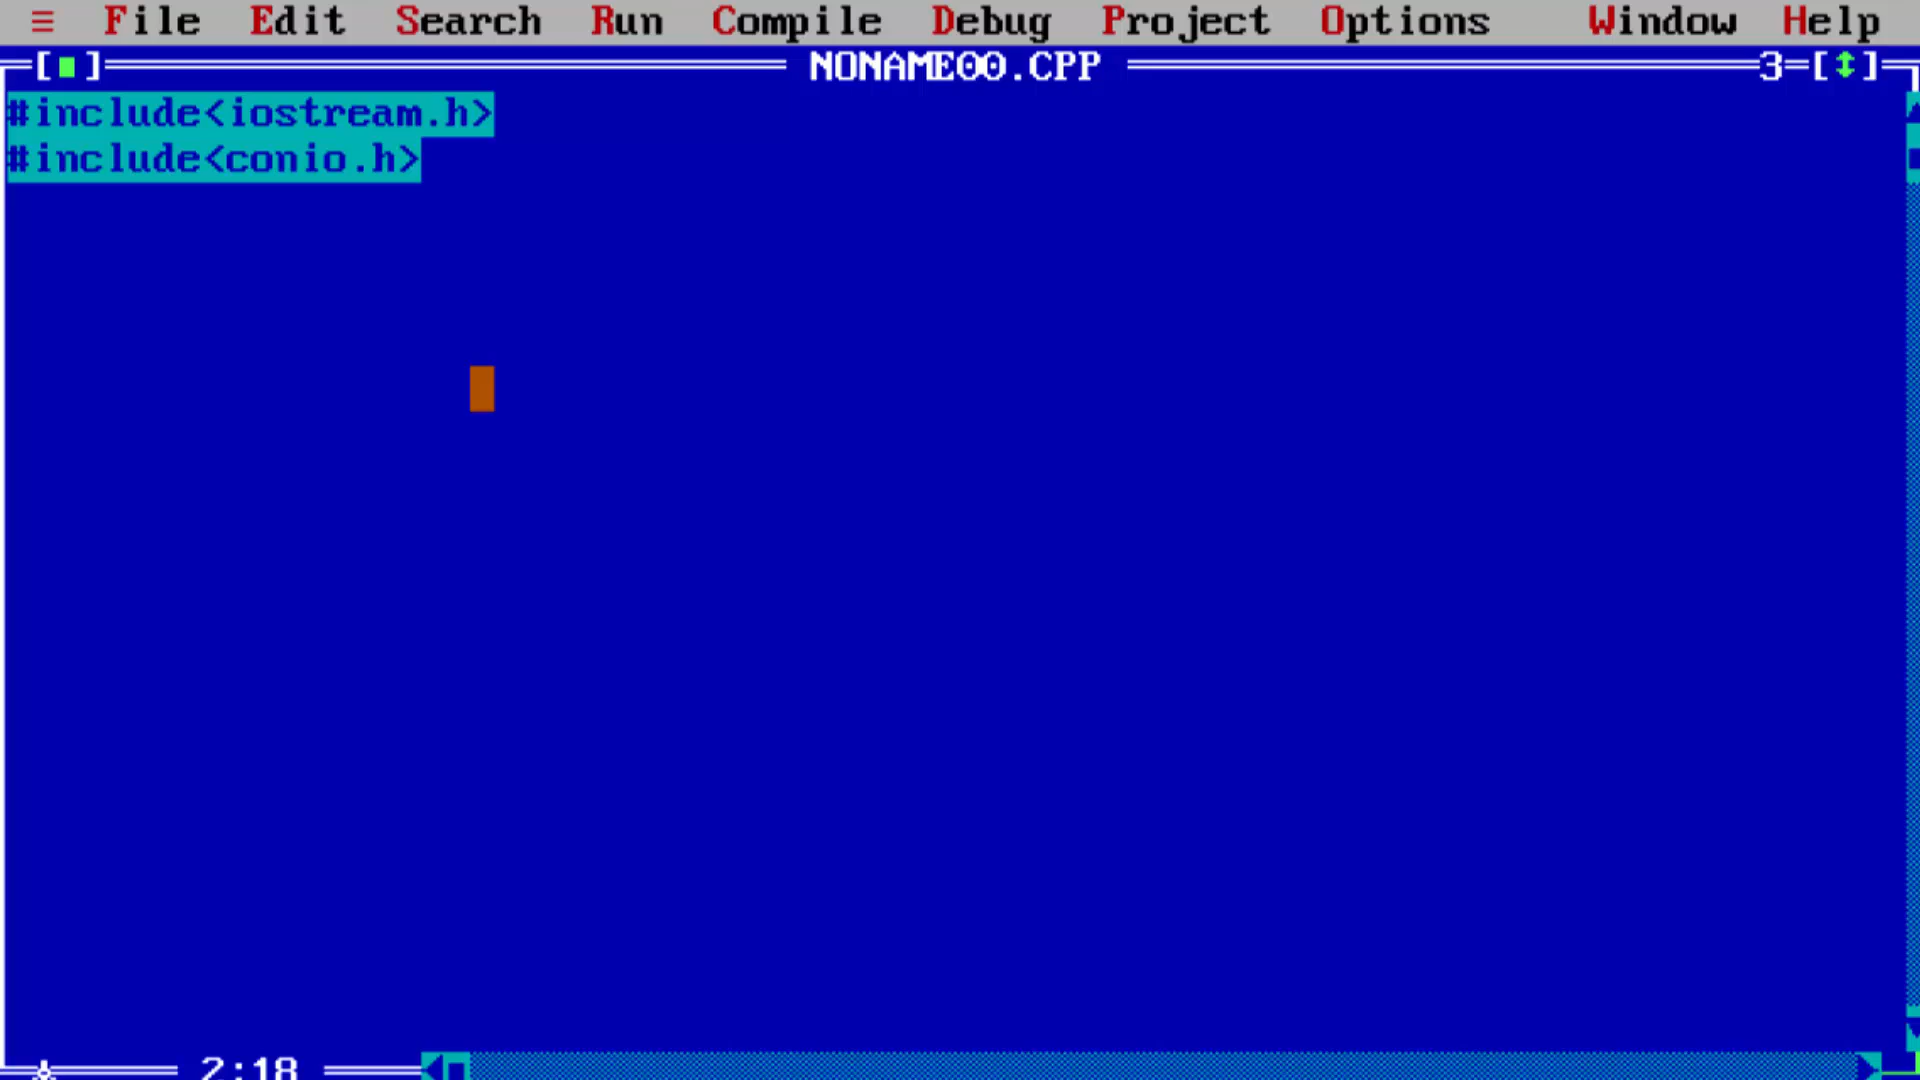 ≡ File Edit Search Run Compile Debug Project Options Window Help
[■] NONAME00.CPP 3=[↕]
#include<iostream.h>
#include<conio.h>
* 2:18